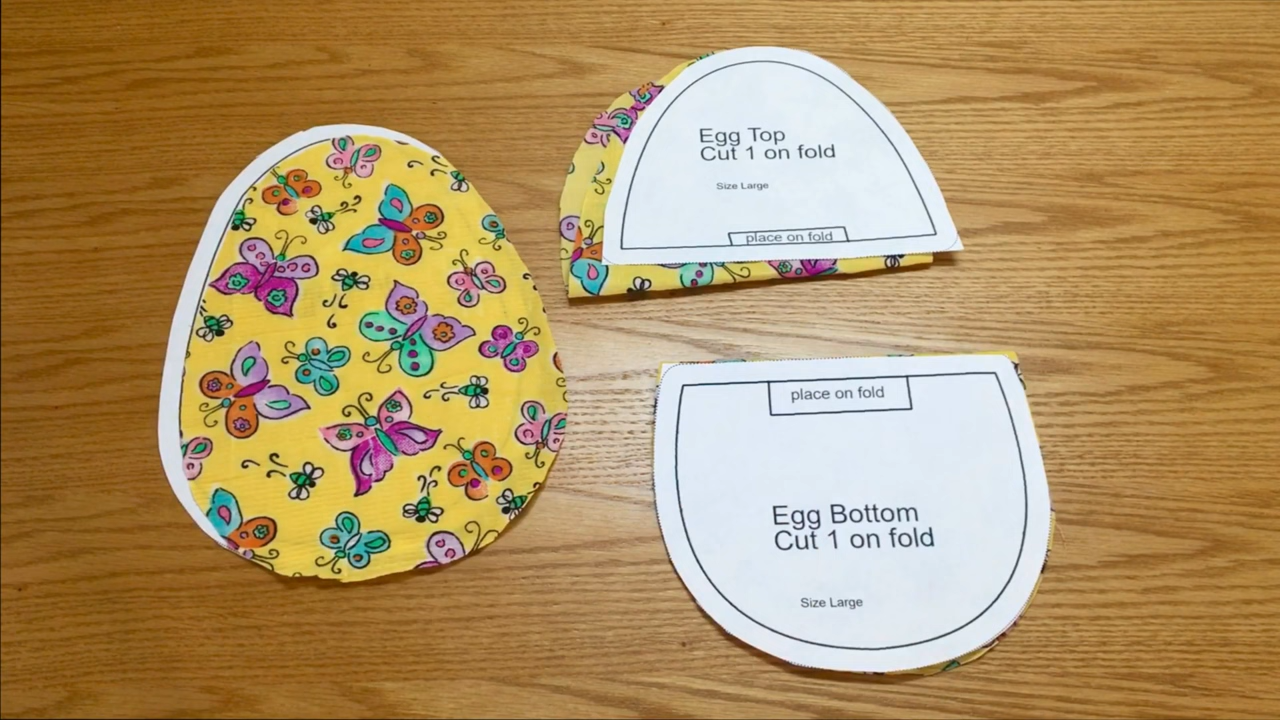 Egg Top
Cut 1 on fold
Size Large
place on fold
place on fold
Egg Bottom
Cut 1 on fold
Size Large